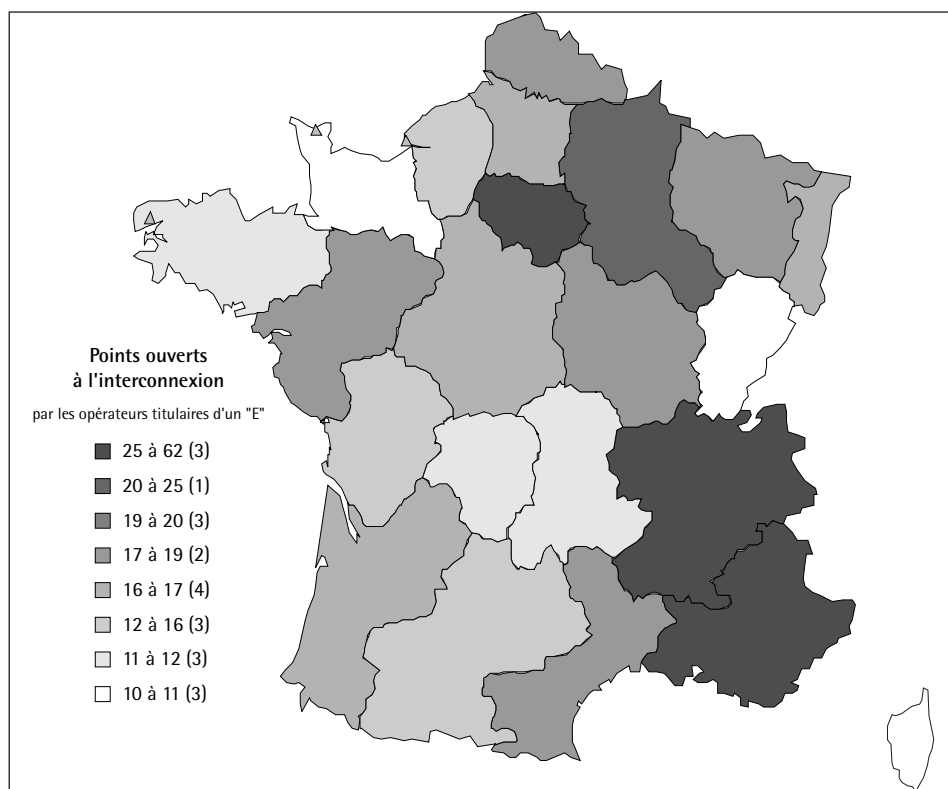 Points ouverts
à l'interconnexion
par les opérateurs titulaires d'un "E"
25 à 62 (3)
20 à 25 (1)
19 à 20 (3)
17 à 19 (2)
16 à 17 (4)
12 à 16 (3)
11 à 12 (3)
10 à 11 (3)